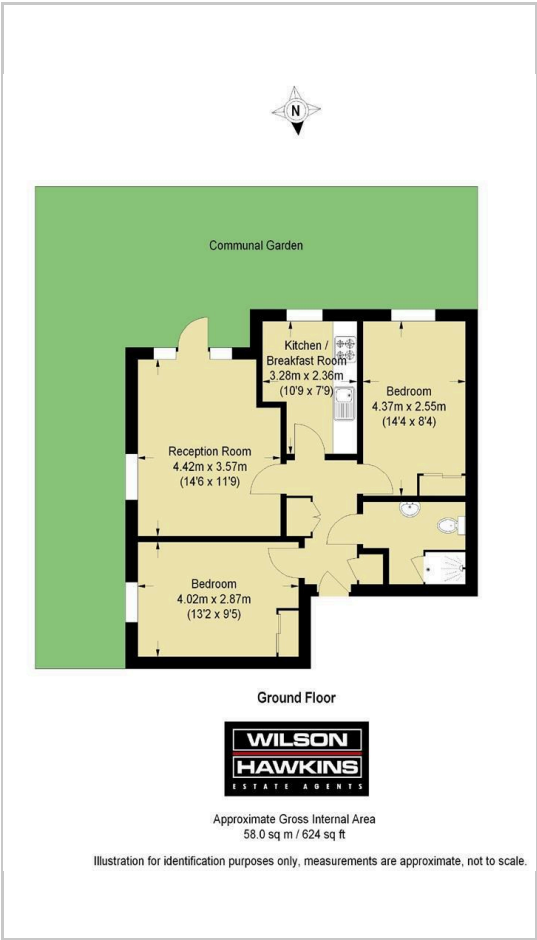 N
Communal Garden
Kitchen /
Breakfast Room
3.28m x 2.36m
(10'9 x 7'9)
Bedroom
4.37m x 2.55m
(14'4 x 8'4)
Reception Room
4.42m x 3.57m
(14'6 x 11'9)
Bedroom
4.02m x 2.87m
(13'2 x 9'5)
Ground Floor
WILSON
HAWKINS
ESTATE AGENTS
Approximate Gross Internal Area
58.0 sq m / 624 sq ft
Illustration for identification purposes only, measurements are approximate, not to scale.